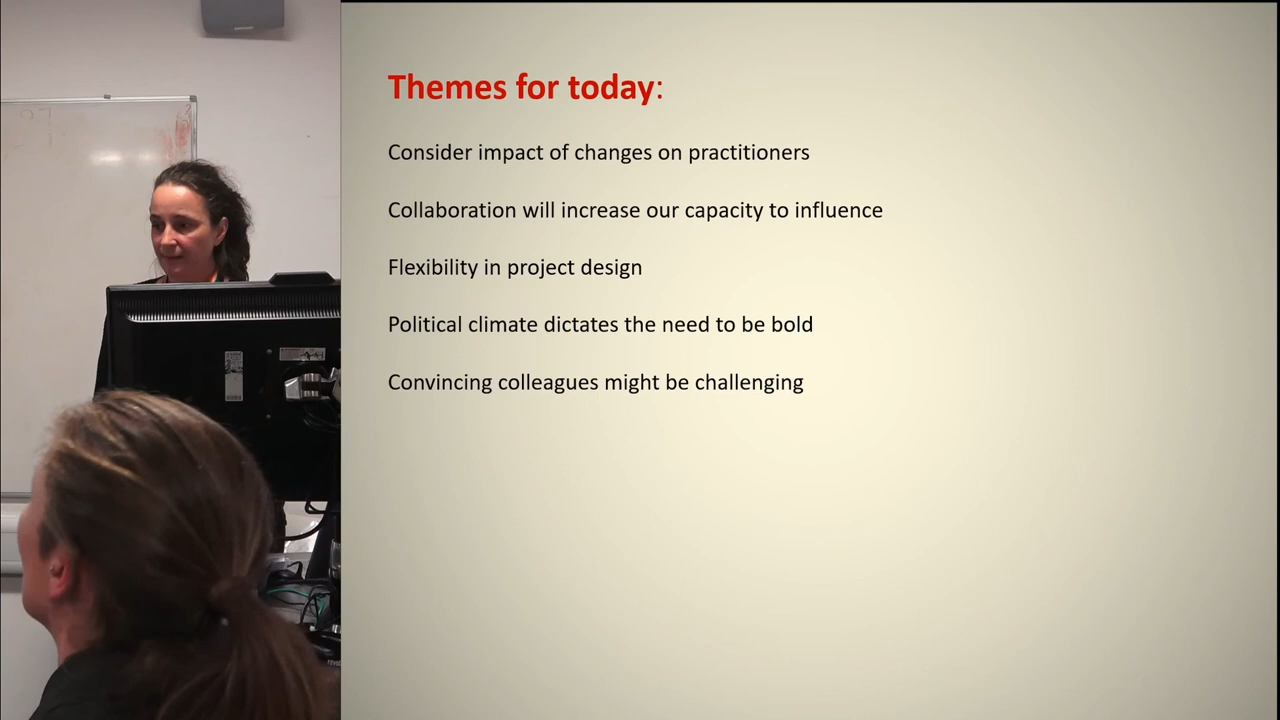 Themes for today:
Consider impact of changes on practitioners
Collaboration will increase our capacity to influence
Flexibility in project design
Political climate dictates the need to be bold
Convincing colleagues might be challenging